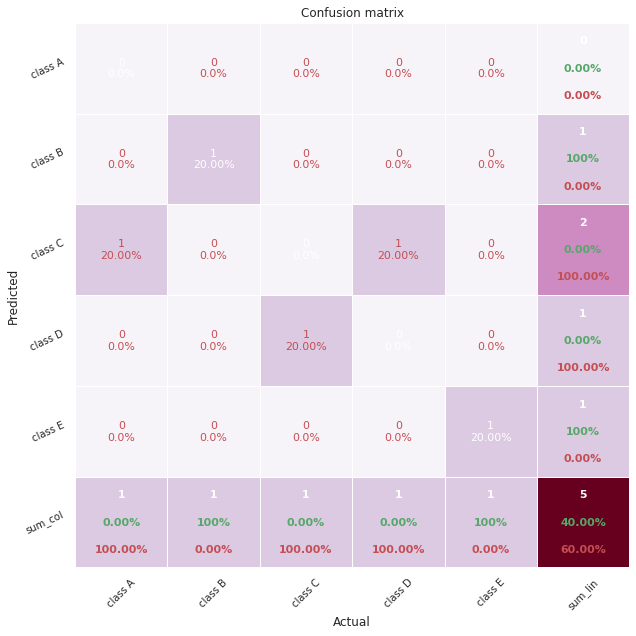 Confusion matrix
class A
0 0 0 0 0 0
0.0% 0.0% 0.0% 0.0% 0.0% 0.00%
0.00%
class B
0 1 0 0 0 1
0.0% 20.00% 0.0% 0.0% 0.0% 100%
0.00%
class C
1 0 0 1 0 2
20.00% 0.0% 0.0% 20.00% 0.0% 0.00%
100.00%
Predicted
class D
0 0 1 0 0 1
0.0% 0.0% 20.00% 0.0% 0.0% 0.00%
100.00%
class E
0 0 0 0 1 1
0.0% 0.0% 0.0% 0.0% 20.00% 100%
0.00%
sum_col
1 1 1 1 1 5
0.00% 100% 0.00% 0.00% 100% 40.00%
100.00% 0.00% 100.00% 100.00% 0.00% 60.00%
class A class B class C class D class E sum_lin
Actual